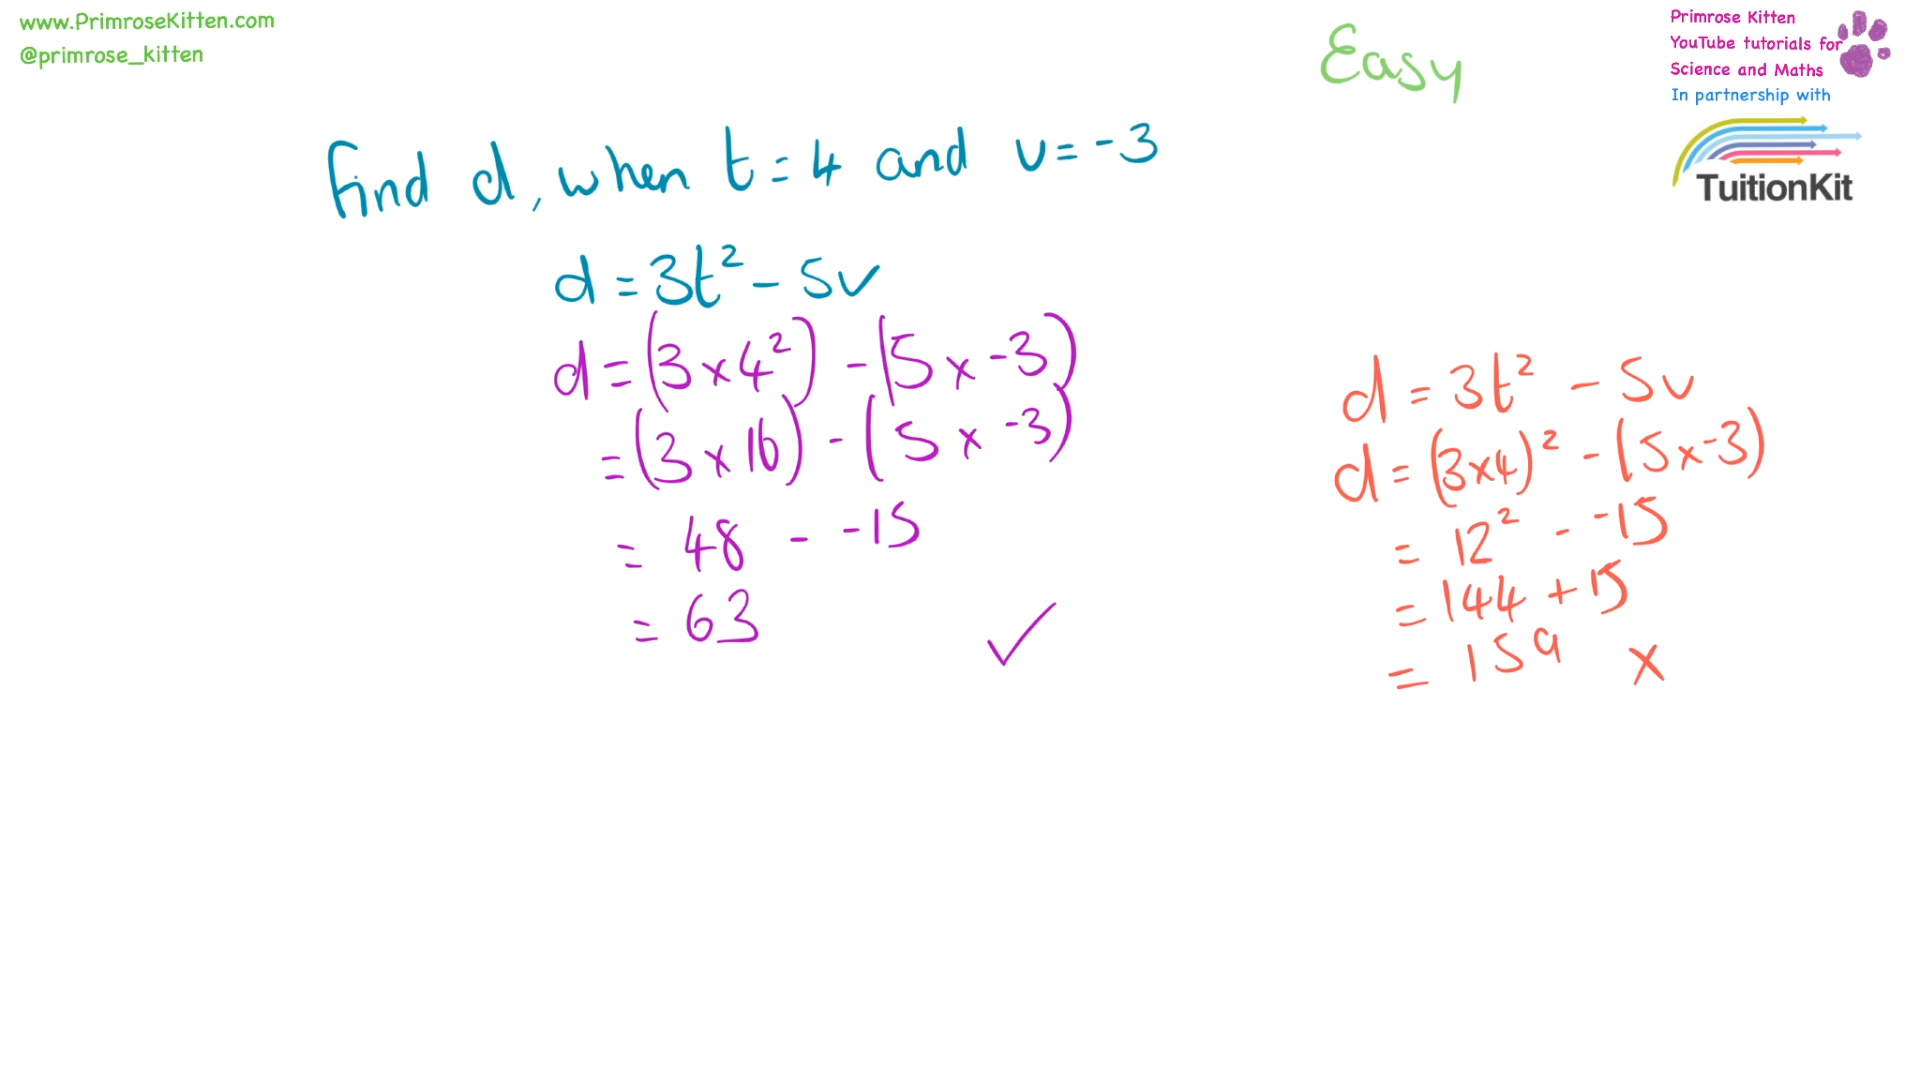 www.PrimroseKitten.com
@primrose_kitten
Easy
Primrose Kitten
YouTube tutorials for
Science and Maths
In partnership with
TuitionKit
Find d, when t = 4 and v = -3
d = 3t² - 5v
d = (3 x 4²) - (5 x -3)
= (3 x 16) - (5 x -3)
= 48 - -15
= 63 ✓
d = 3t² - 5v
d = (3x4)² - (5x-3)
= 12² - -15
= 144 + 15
= 159 x